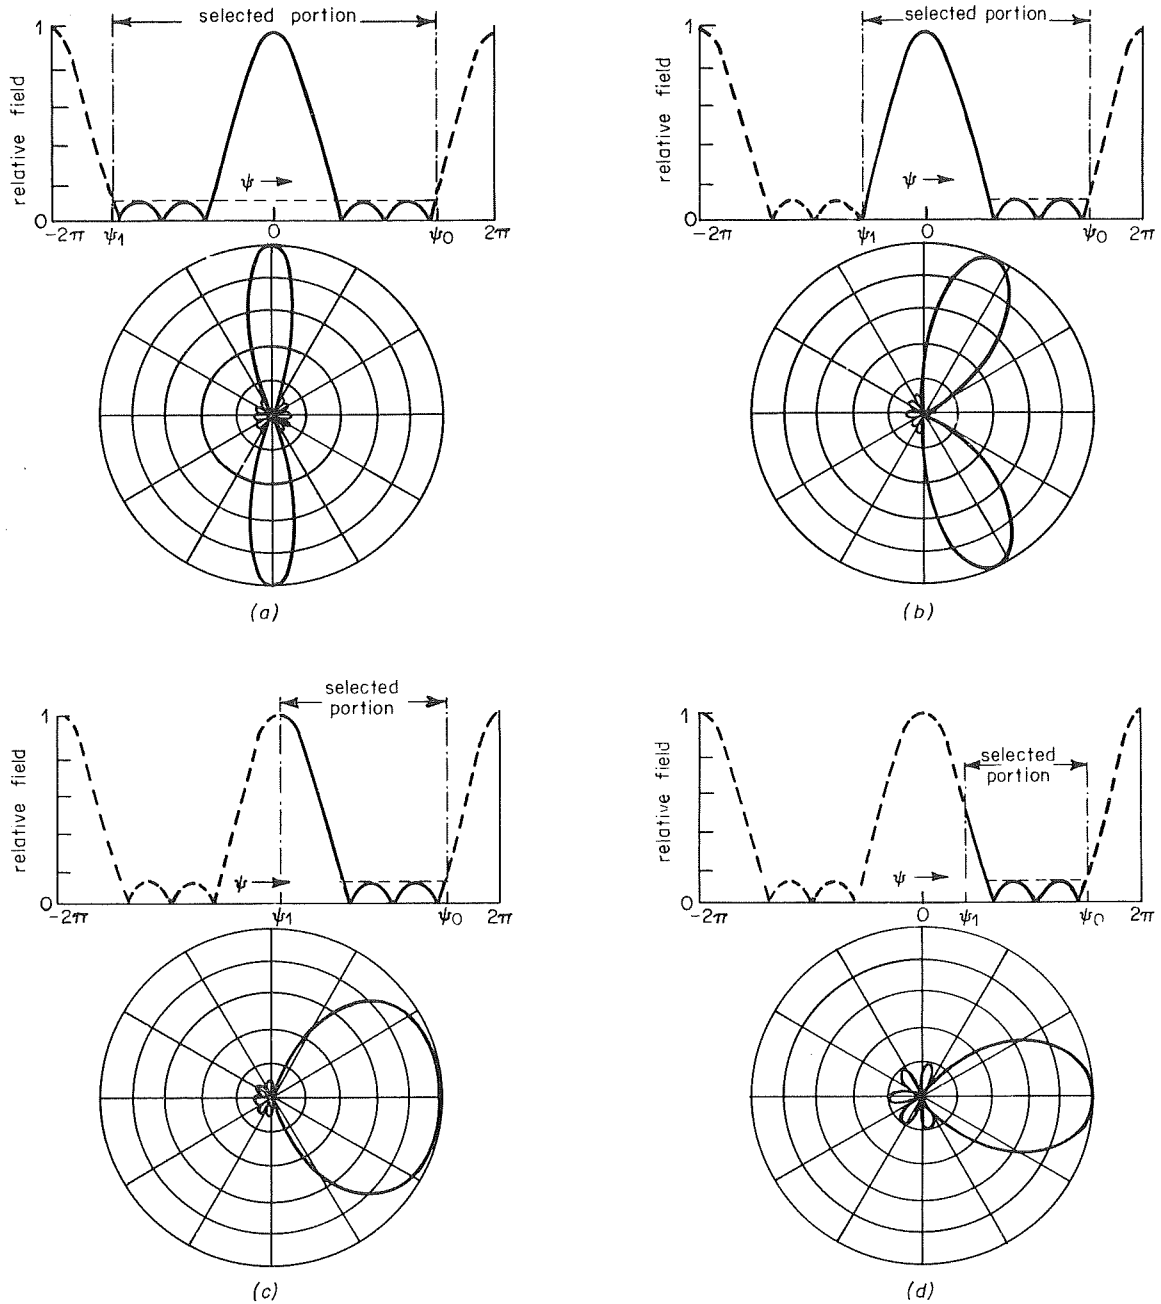 selected portion
1
relative field
ψ
0
-2π ψ1 0 ψ0 2π
(a)
selected portion
1
relative field
ψ
0
-2π ψ1 0 ψ0 2π
(b)
selected
portion
1
relative field
ψ
0
-2π ψ1 ψ0 2π
(c)
1
selected
portion
relative field
ψ
0
-2π 0 ψ1 ψ0 2π
(d)